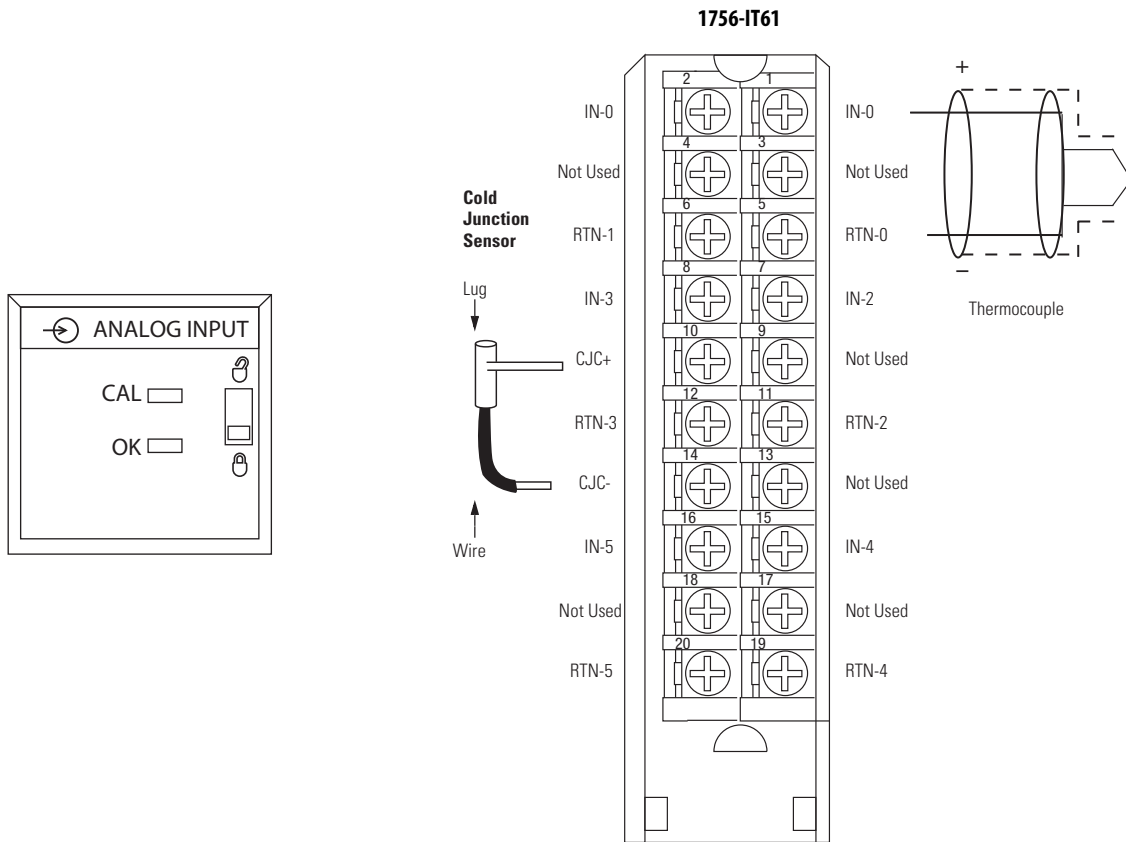 1756-IT61
2 1
IN-0 IN-0
4 3
Not Used Not Used
6 5
RTN-1 RTN-0
8 7
IN-3 IN-2
10 9
CJC+ Not Used
12 11
RTN-3 RTN-2
14 13
CJC- Not Used
16 15
IN-5 IN-4
18 17
Not Used Not Used
20 19
RTN-5 RTN-4
+
−
Thermocouple
Cold
Junction
Sensor
Lug
Wire
ANALOG INPUT
CAL
OK